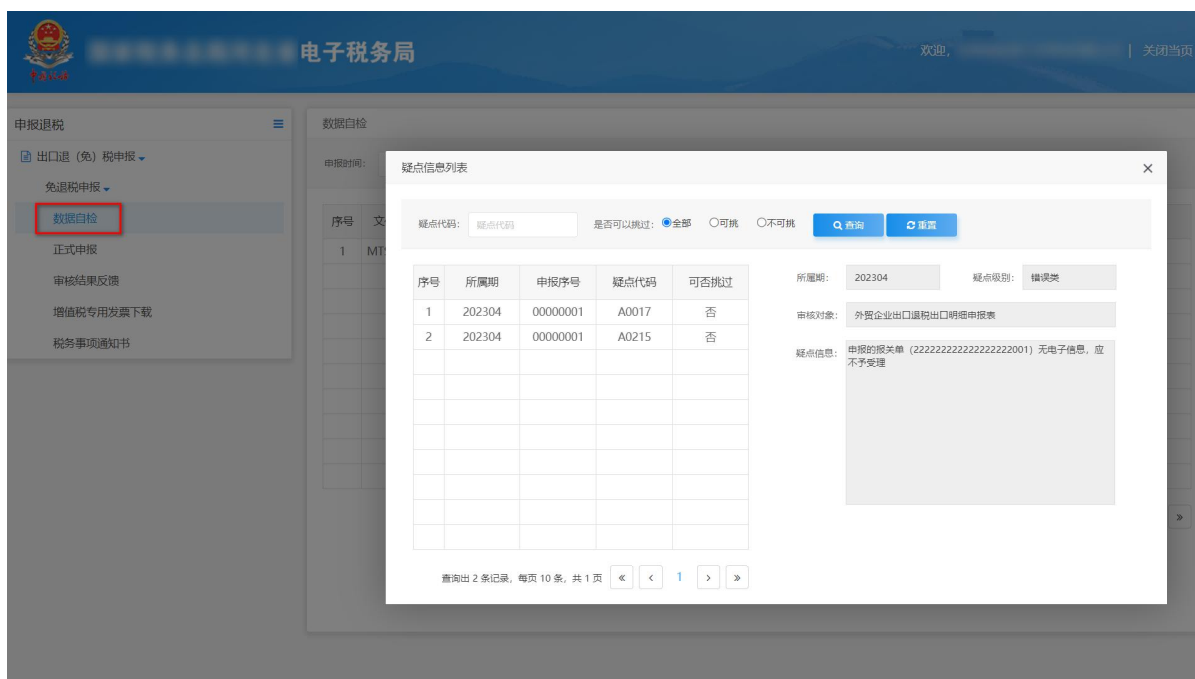 电子税务局
欢迎,
| 关闭当页
申报退税
出口退（免）税申报
免退税申报
数据自检
正式申报
审核结果反馈
增值税专用发票下载
税务事项通知书
数据自检
申报时间:
序号
1 MT
疑点信息列表
疑点代码: 疑点代码 是否可以挑过: 全部 可挑 不可挑 查询 重置
序号 所属期 申报序号 疑点代码 可否挑过
1 202304 00000001 A0017 否
2 202304 00000001 A0215 否
查询出 2 条记录, 每页 10 条, 共 1 页 « ‹ 1 › »
所属期: 202304 疑点级别: 错误类
审核对象: 外贸企业出口退税出口明细申报表
疑点信息: 申报的报关单（222222222222222222001）无电子信息, 应
不予受理
»